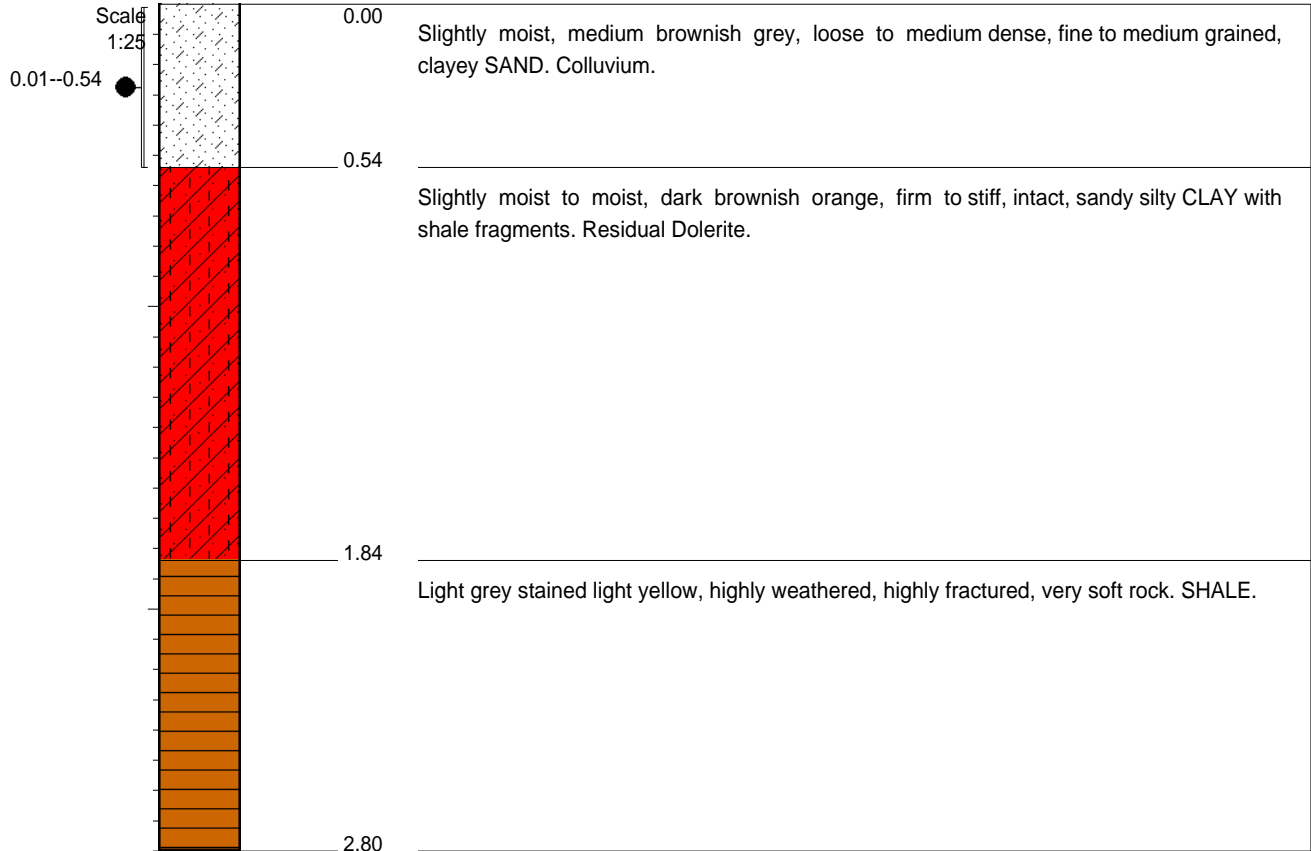 Scale
1:25
0.01--0.54
0.00
Slightly moist, medium brownish grey, loose to medium dense, fine to medium grained,
clayey SAND. Colluvium.
0.54
Slightly moist to moist, dark brownish orange, firm to stiff, intact, sandy silty CLAY with
shale fragments. Residual Dolerite.
1.84
Light grey stained light yellow, highly weathered, highly fractured, very soft rock. SHALE.
2.80